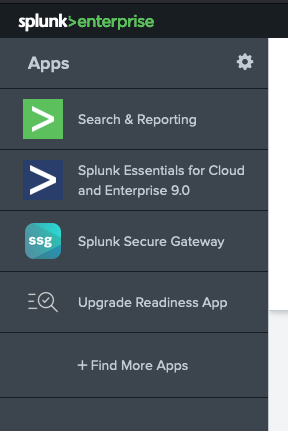 splunk>enterprise
Apps
> Search & Reporting
> Splunk Essentials for Cloud
and Enterprise 9.0
ssg Splunk Secure Gateway
Upgrade Readiness App
+ Find More Apps